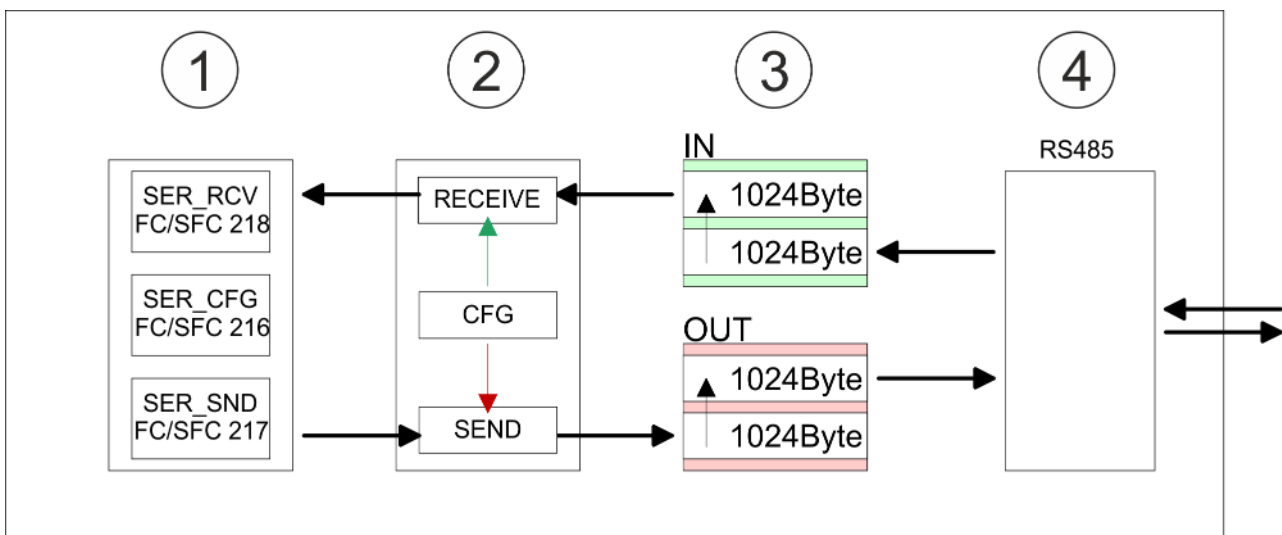 1
2
3
4
SER_RCV
FC/SFC 218
SER_CFG
FC/SFC 216
SER_SND
FC/SFC 217
RECEIVE
CFG
SEND
IN
1024Byte
1024Byte
OUT
1024Byte
1024Byte
RS485